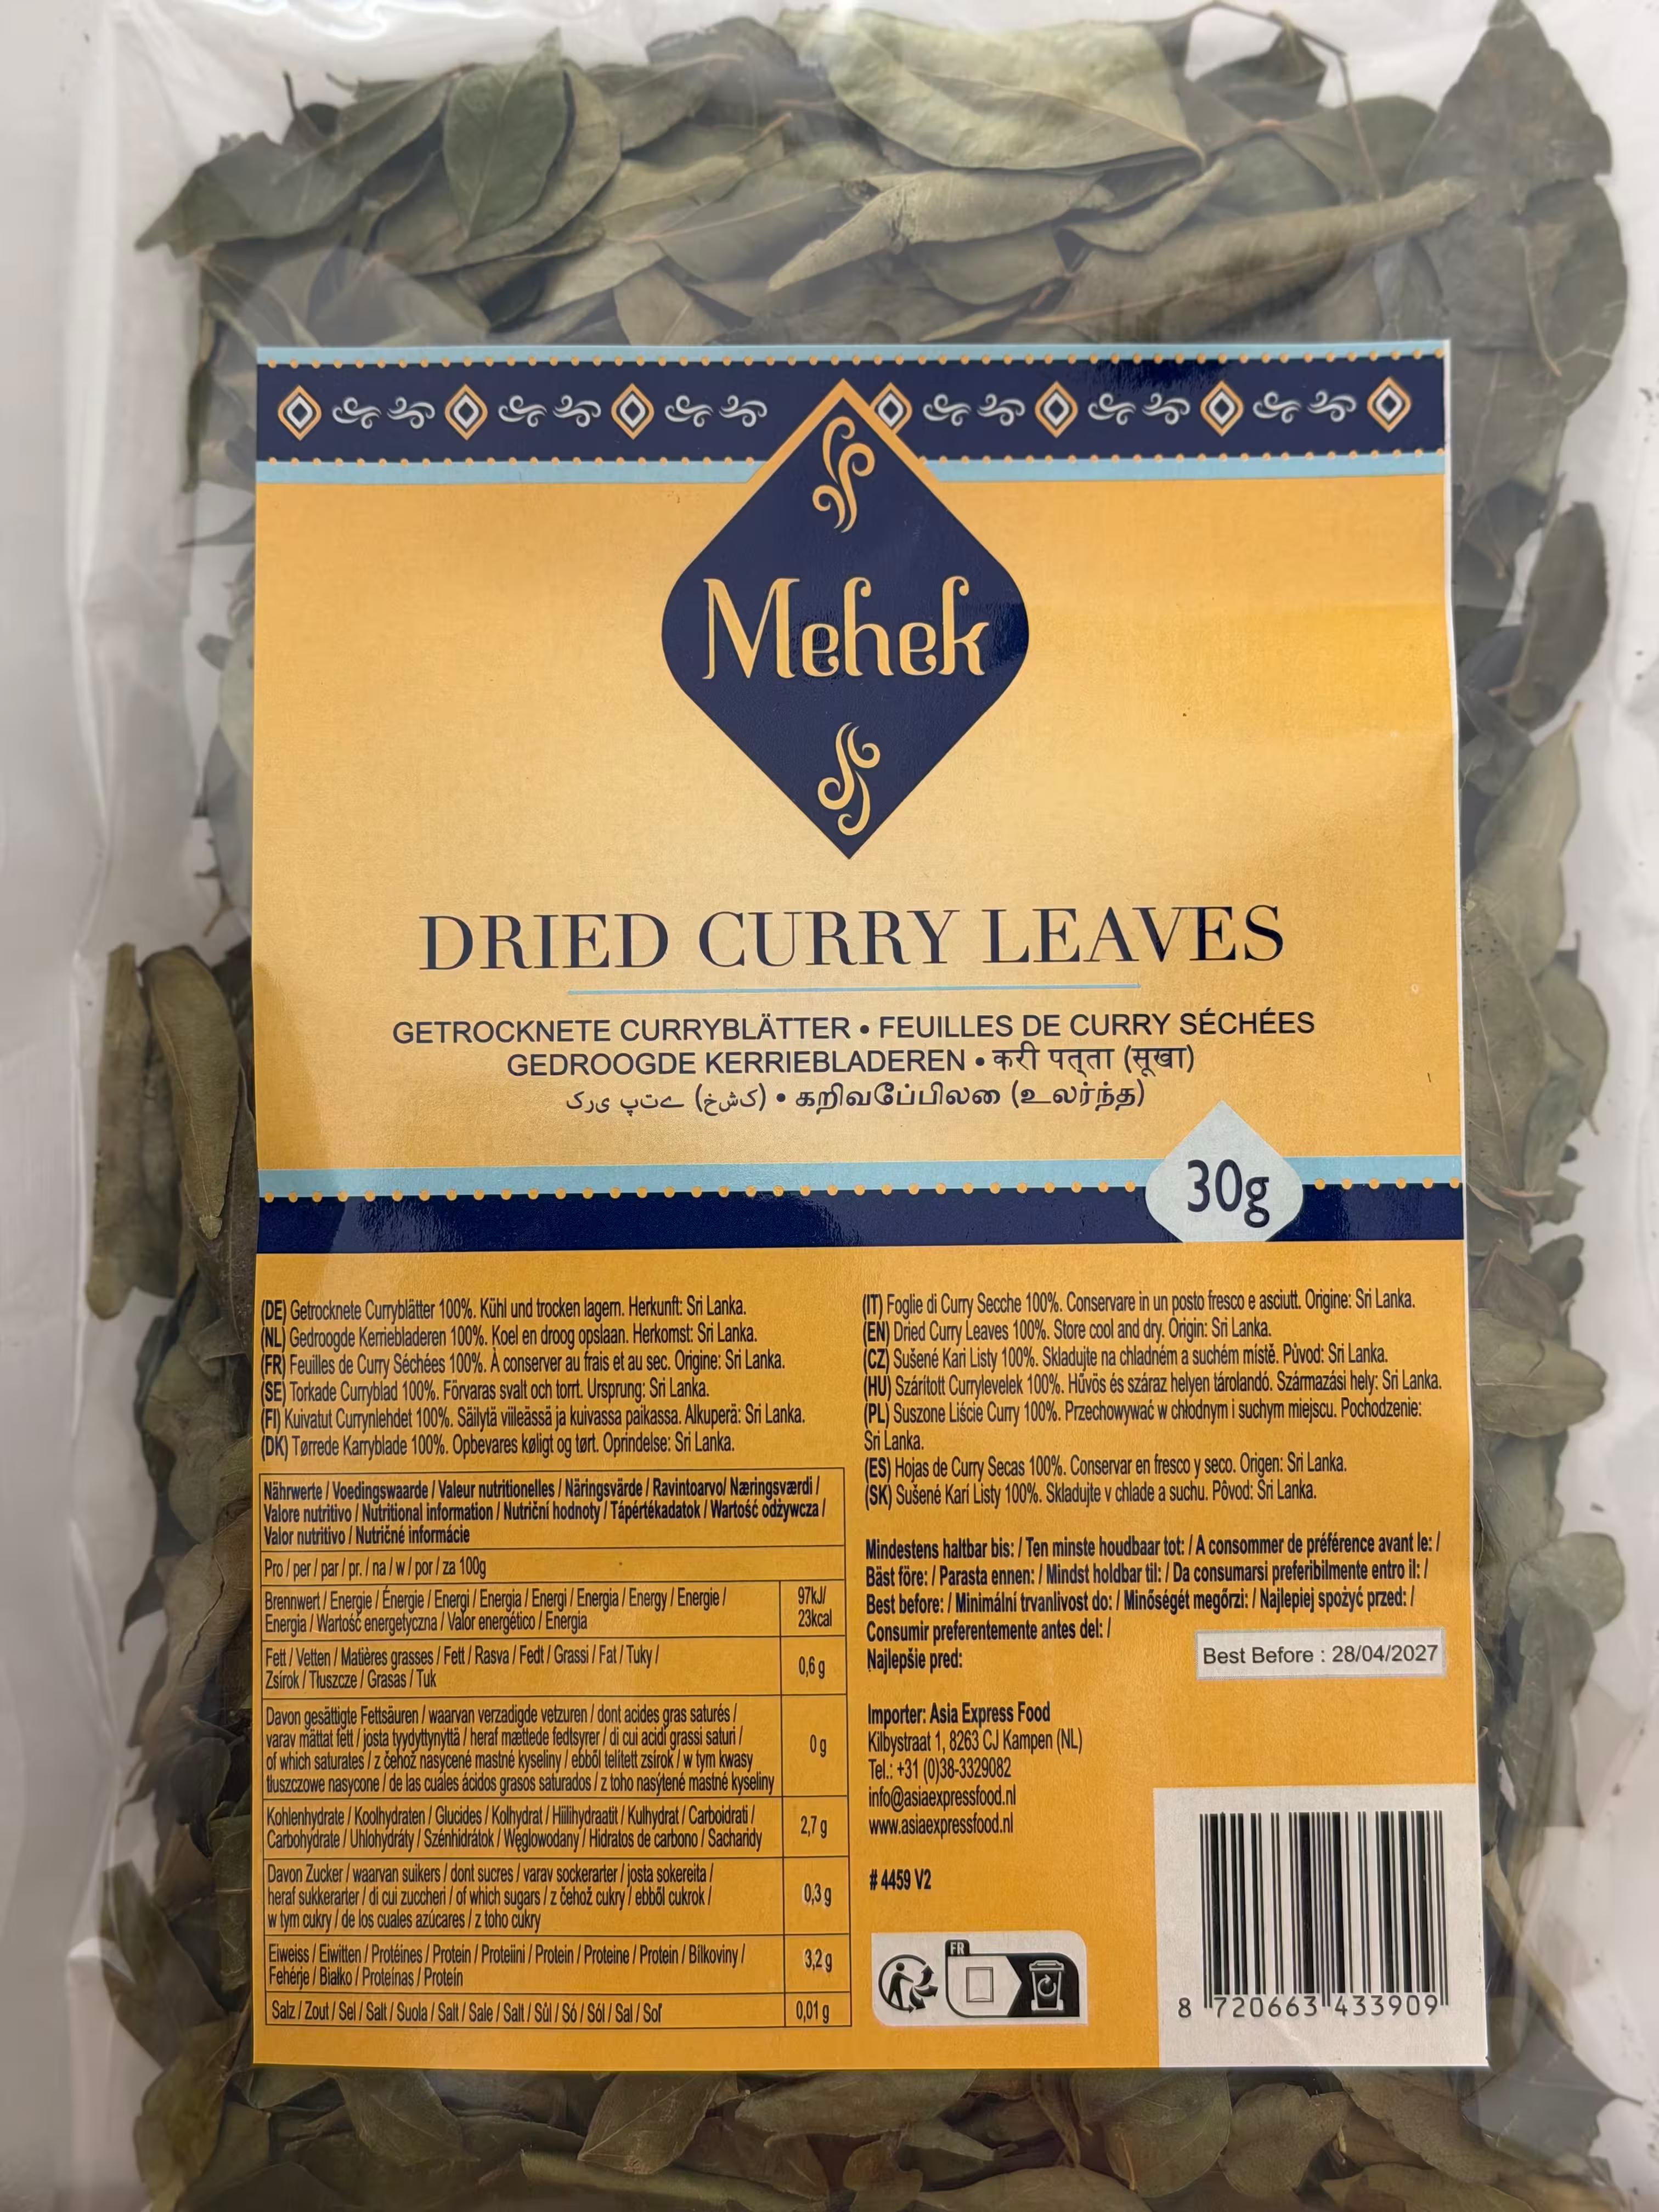 Mehek
DRIED CURRY LEAVES
GETROCKNETE CURRYBLÄTTER • FEUILLES DE CURRY SÉCHÉES
GEDROOGDE KERRIEBLADEREN • करी पत्ता (सूखा)
کری پتے (خشک) • கறிவேப்பிலை (உலர்ந்த)
30g
(DE) Getrocknete Curryblätter 100%. Kühl und trocken lagern. Herkunft: Sri Lanka.
(NL) Gedroogde Kerriebladeren 100%. Koel en droog opslaan. Herkomst: Sri Lanka.
(FR) Feuilles de Curry Séchées 100%. À conserver au frais et au sec. Origine: Sri Lanka.
(SE) Torkade Curryblad 100%. Förvaras svalt och torrt. Ursprung: Sri Lanka.
(FI) Kuivatut Currynlehdet 100%. Säilytä viileässä ja kuivassa paikassa. Alkuperä: Sri Lanka.
(DK) Tørrede Karryblade 100%. Opbevares køligt og tørt. Oprindelse: Sri Lanka.
Nährwerte / Voedingswaarde / Valeur nutritionelles / Näringsvärde / Ravintoarvo/ Næringsværdi /
Valore nutritivo / Nutritional information / Nutriční hodnoty / Tápértékadatok / Wartość odżywcza /
Valor nutritivo / Nutričné informácie
Pro / per / par / pr. / na / w / por / za 100g
Brennwert / Energie / Énergie / Energi / Energia / Energi / Energia / Energy / Energie /
Energia / Wartość energetyczna / Valor energético / Energia
97kJ/
23kcal
Fett / Vetten / Matières grasses / Fett / Rasva / Fedt / Grassi / Fat / Tuky /
Zsírok / Tłuszcze / Grasas / Tuk
0,6 g
Davon gesättigte Fettsäuren / waarvan verzadigde vetzuren / dont acides gras saturés /
varav mättat fett / josta tyydyttynyttä / heraf mættede fedtsyrer / di cui acidi grassi saturi /
of which saturates / z čehož nasycené mastné kyseliny / ebből telített zsírok / w tym kwasy
tłuszczowe nasycone / de las cuales ácidos grasos saturados / z toho nasýtené mastné kyseliny
0 g
Kohlenhydrate / Koolhydraten / Glucides / Kolhydrat / Hiilihydraatit / Kulhydrat / Carboidrati /
Carbohydrate / Uhlohydráty / Szénhidrátok / Węglowodany / Hidratos de carbono / Sacharidy
2,7 g
Davon Zucker / waarvan suikers / dont sucres / varav sockerarter / josta sokereita /
heraf sukkerarter / di cui zuccheri / of which sugars / z čehož cukry / ebből cukrok /
w tym cukry / de los cuales azúcares / z toho cukry
0,3 g
Eiweiss / Eiwitten / Protéines / Protein / Proteiini / Protein / Proteine / Protein / Bílkoviny /
Fehérje / Białko / Proteínas / Proteín
3,2 g
Salz / Zout / Sel / Salt / Suola / Salt / Sale / Salt / Sůl / Só / Sól / Sal / Soľ
0,01 g
(IT) Foglie di Curry Secche 100%. Conservare in un posto fresco e asciutt. Origine: Sri Lanka.
(EN) Dried Curry Leaves 100%. Store cool and dry. Origin: Sri Lanka.
(CZ) Sušené Kari Listy 100%. Skladujte na chladném a suchém místě. Původ: Sri Lanka.
(HU) Szárított Currylevelek 100%. Hűvös és száraz helyen tárolandó. Származási hely: Sri Lanka.
(PL) Suszone Liście Curry 100%. Przechowywać w chłodnym i suchym miejscu. Pochodzenie:
Sri Lanka.
(ES) Hojas de Curry Secas 100%. Conservar en fresco y seco. Origen: Sri Lanka.
(SK) Sušené Kari Listy 100%. Skladujte v chlade a suchu. Pôvod: Sri Lanka.
Mindestens haltbar bis: / Ten minste houdbaar tot: / A consommer de préférence avant le: /
Bäst före: / Parasta ennen: / Mindst holdbar til: / Da consumarsi preferibilmente entro il: /
Best before: / Minimální trvanlivost do: / Minőségét megőrzi: / Najlepiej spożyć przed: /
Consumir preferentemente antes del: /
Najlepšie pred:
Best Before : 28/04/2027
Importer: Asia Express Food
Kilbystraat 1, 8263 CJ Kampen (NL)
Tel.: +31 (0)38-3329082
info@asiaexpressfood.nl
www.asiaexpressfood.nl
# 4459 V2
FR
8 720663 433909